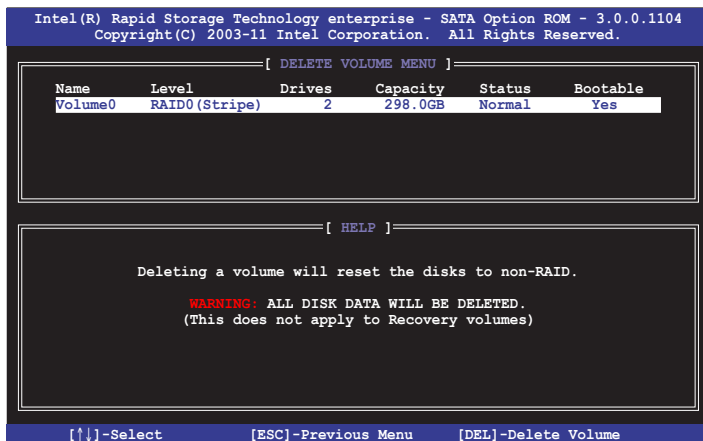 Intel(R) Rapid Storage Technology enterprise - SATA Option ROM - 3.0.0.1104
Copyright(C) 2003-11 Intel Corporation. All Rights Reserved.
[ DELETE VOLUME MENU ]
Name Level Drives Capacity Status Bootable
Volume0 RAID0(Stripe) 2 298.0GB Normal Yes
[ HELP ]
Deleting a volume will reset the disks to non-RAID.
WARNING: ALL DISK DATA WILL BE DELETED.
(This does not apply to Recovery volumes)
[↑↓]-Select [ESC]-Previous Menu [DEL]-Delete Volume